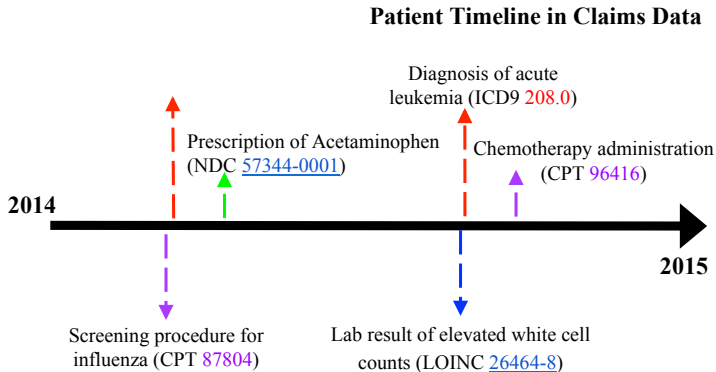 Patient Timeline in Claims Data
Diagnosis of acute
leukemia (ICD9 208.0)
Prescription of Acetaminophen
(NDC 57344-0001)
Chemotherapy administration
(CPT 96416)
2014
2015
Screening procedure for
influenza (CPT 87804)
Lab result of elevated white cell
counts (LOINC 26464-8)